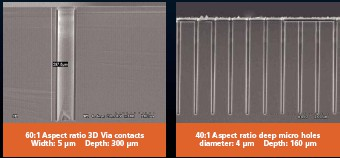 60:1 Aspect ratio 3D Via contacts
Width: 5 µm Depth: 300 µm
40:1 Aspect ratio deep micro holes
diameter: 4 µm Depth: 160 µm